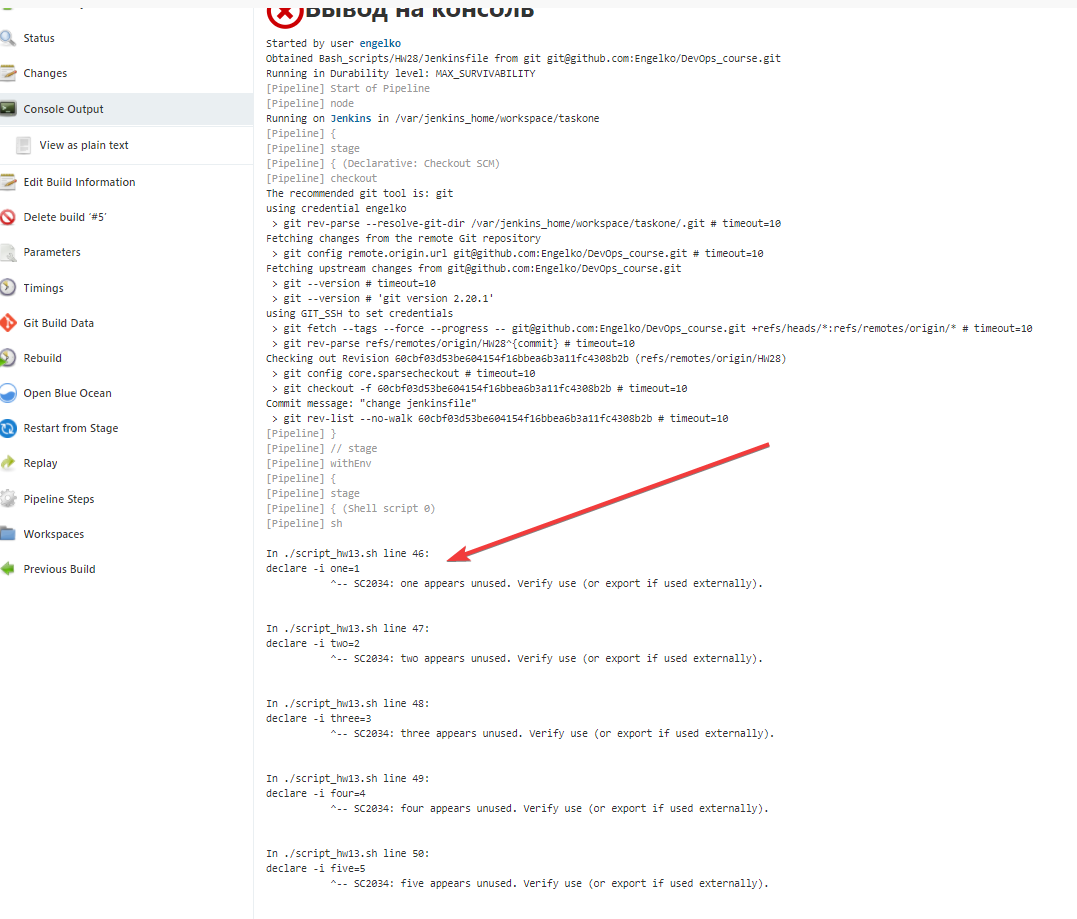 Вывод на консоль
Status
Changes
Console Output
View as plain text
Edit Build Information
Delete build ‘#5’
Parameters
Timings
Git Build Data
Rebuild
Open Blue Ocean
Restart from Stage
Replay
Pipeline Steps
Workspaces
Previous Build
Started by user engelko
Obtained Bash_scripts/HW28/Jenkinsfile from git git@github.com:Engelko/DevOps_course.git
Running in Durability level: MAX_SURVIVABILITY
[Pipeline] Start of Pipeline
[Pipeline] node
Running on Jenkins in /var/jenkins_home/workspace/taskone
[Pipeline] {
[Pipeline] stage
[Pipeline] { (Declarative: Checkout SCM)
[Pipeline] checkout
The recommended git tool is: git
using credential engelko
> git rev-parse --resolve-git-dir /var/jenkins_home/workspace/taskone/.git # timeout=10
Fetching changes from the remote Git repository
> git config remote.origin.url git@github.com:Engelko/DevOps_course.git # timeout=10
Fetching upstream changes from git@github.com:Engelko/DevOps_course.git
> git --version # timeout=10
> git --version # 'git version 2.20.1'
using GIT_SSH to set credentials
> git fetch --tags --force --progress -- git@github.com:Engelko/DevOps_course.git +refs/heads/*:refs/remotes/origin/* # timeout=10
> git rev-parse refs/remotes/origin/HW28^{commit} # timeout=10
Checking out Revision 60cbf03d53be604154f16bbea6b3a11fc4308b2b (refs/remotes/origin/HW28)
> git config core.sparsecheckout # timeout=10
> git checkout -f 60cbf03d53be604154f16bbea6b3a11fc4308b2b # timeout=10
Commit message: "change jenkinsfile"
> git rev-list --no-walk 60cbf03d53be604154f16bbea6b3a11fc4308b2b # timeout=10
[Pipeline] }
[Pipeline] // stage
[Pipeline] withEnv
[Pipeline] {
[Pipeline] stage
[Pipeline] { (Shell script 0)
[Pipeline] sh
In ./script_hw13.sh line 46:
declare -i one=1
^-- SC2034: one appears unused. Verify use (or export if used externally).
In ./script_hw13.sh line 47:
declare -i two=2
^-- SC2034: two appears unused. Verify use (or export if used externally).
In ./script_hw13.sh line 48:
declare -i three=3
^-- SC2034: three appears unused. Verify use (or export if used externally).
In ./script_hw13.sh line 49:
declare -i four=4
^-- SC2034: four appears unused. Verify use (or export if used externally).
In ./script_hw13.sh line 50:
declare -i five=5
^-- SC2034: five appears unused. Verify use (or export if used externally).